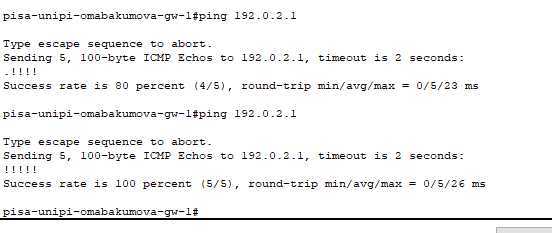 pisa-unipi-omabakumova-gw-1#ping 192.0.2.1
Type escape sequence to abort.
Sending 5, 100-byte ICMP Echos to 192.0.2.1, timeout is 2 seconds:
.!!!!
Success rate is 80 percent (4/5), round-trip min/avg/max = 0/5/23 ms
pisa-unipi-omabakumova-gw-1#ping 192.0.2.1
Type escape sequence to abort.
Sending 5, 100-byte ICMP Echos to 192.0.2.1, timeout is 2 seconds:
!!!!!
Success rate is 100 percent (5/5), round-trip min/avg/max = 0/5/26 ms
pisa-unipi-omabakumova-gw-1#